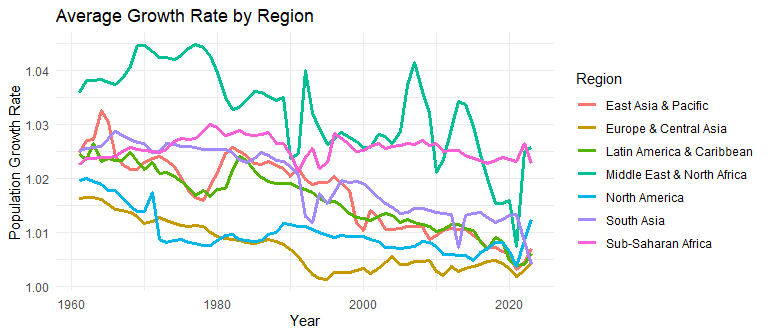 Average Growth Rate by Region
Population Growth Rate
1.04
1.03
1.02
1.01
1.00
1960
1980
2000
2020
Year
Region
East Asia & Pacific
Europe & Central Asia
Latin America & Caribbean
Middle East & North Africa
North America
South Asia
Sub-Saharan Africa